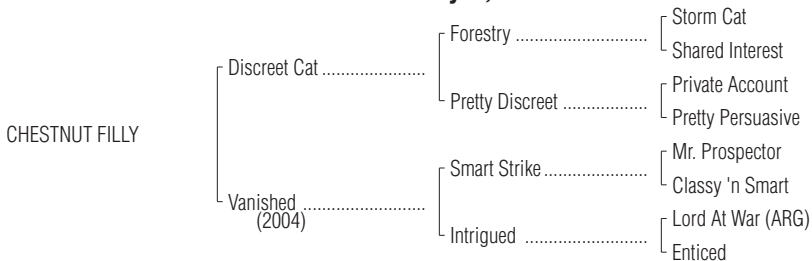 Storm Cat
Forestry ................................
Shared Interest
Discreet Cat .........................
Private Account
Pretty Discreet .....................
Pretty Persuasive
CHESTNUT FILLY
Mr. Prospector
Smart Strike .........................
Classy 'n Smart
Vanished .............................
(2004)
Lord At War (ARG)
Intrigued .............................
Enticed